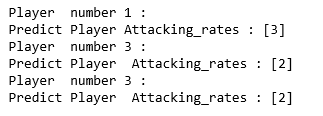 Player  number 1 :
Predict Player Attacking_rates : [3]
Player  number 3 :
Predict Player  Attacking_rates : [2]
Player  number 3 :
Predict Player  Attacking_rates : [2]